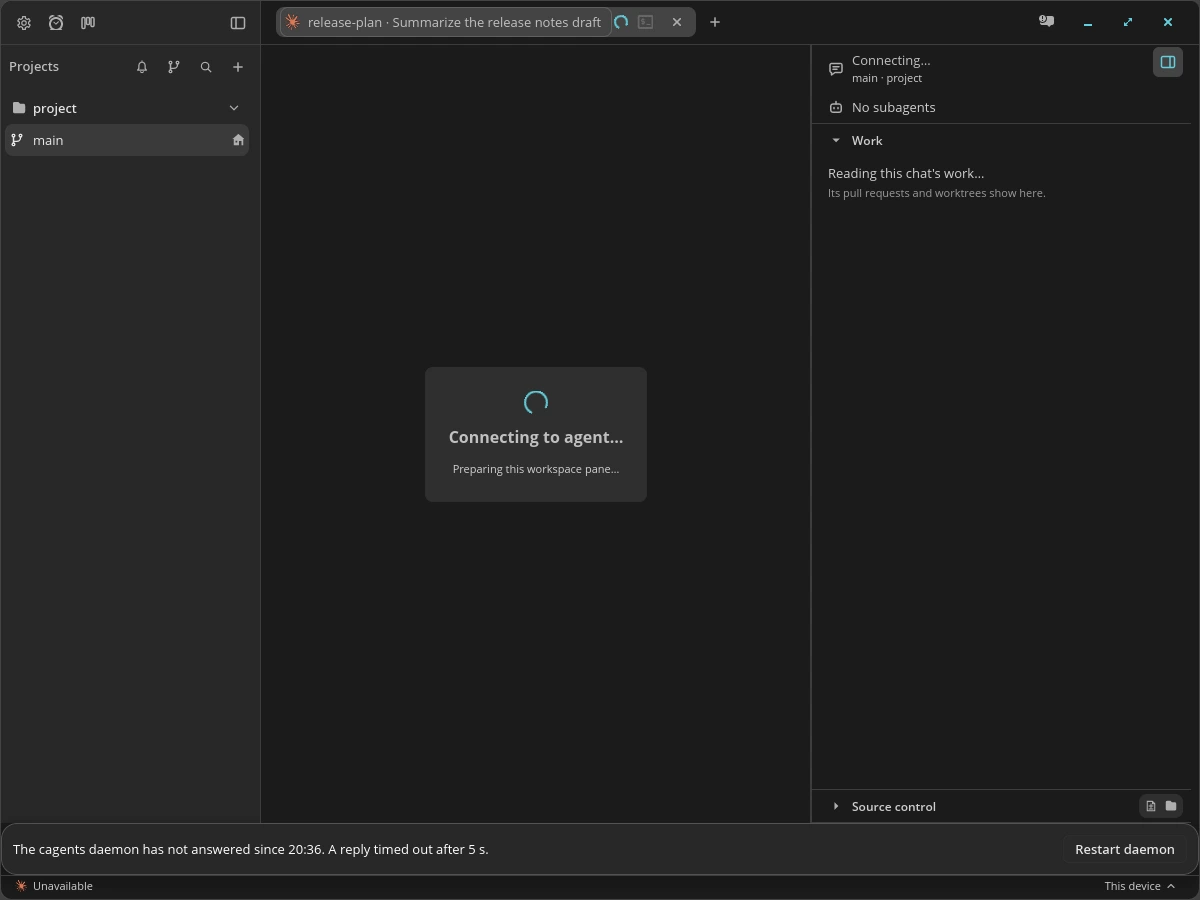 release-plan · Summarize the release notes draft
Projects
project
main
Connecting to agent...
Preparing this workspace pane...
Connecting...
main · project
No subagents
Work
Reading this chat's work...
Its pull requests and worktrees show here.
Source control
The cagents daemon has not answered since 20:36. A reply timed out after 5 s.
Restart daemon
Unavailable
This device